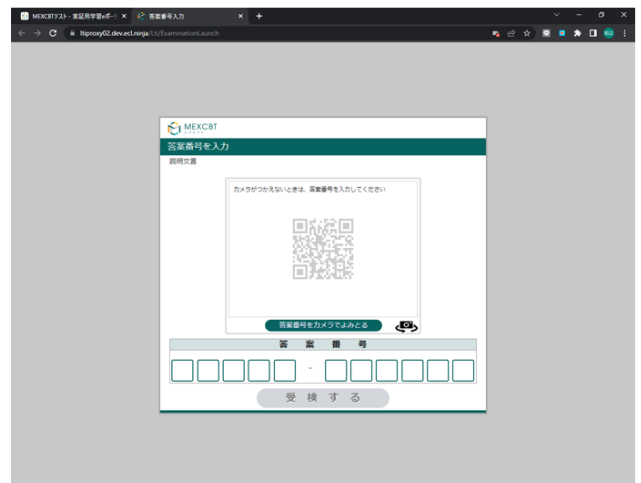 MEXCBTテスト - 実証用学習eポート
答案番号を入力
ltiproxy02.dev.ecl.ninja/Lti/ExaminationLaunch
MEXCBT
答案番号を入力
説明文言
カメラがつかえないときは、答案番号を入力してください
答案番号をカメラでよみとる
答 案 番 号
-
受 検 す る